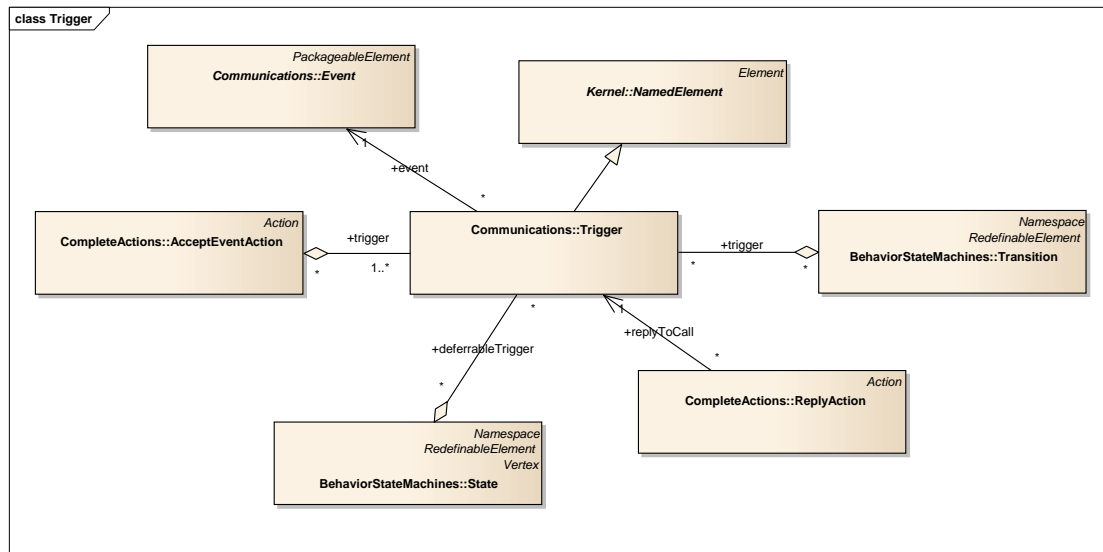 class Trigger
PackageableElement
Communications::Event
Element
Kernel::NamedElement
1
+event
*
Action
CompleteActions::AcceptEventAction
+trigger
*
1..*
Communications::Trigger
+trigger
*
*
Namespace
RedefinableElement
BehaviorStateMachines::Transition
*
1
+replyToCall
*
+deferrableTrigger
*
Action
CompleteActions::ReplyAction
Namespace
RedefinableElement
Vertex
BehaviorStateMachines::State